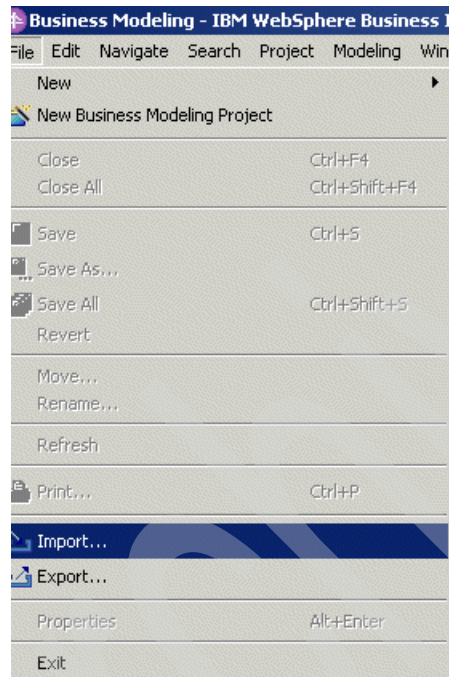 Business Modeling - IBM WebSphere Business I
File Edit Navigate Search Project Modeling Win
New
New Business Modeling Project
Close Ctrl+F4
Close All Ctrl+Shift+F4
Save Ctrl+S
Save As...
Save All Ctrl+Shift+S
Revert
Move...
Rename...
Refresh
Print... Ctrl+P
Import...
Export...
Properties Alt+Enter
Exit